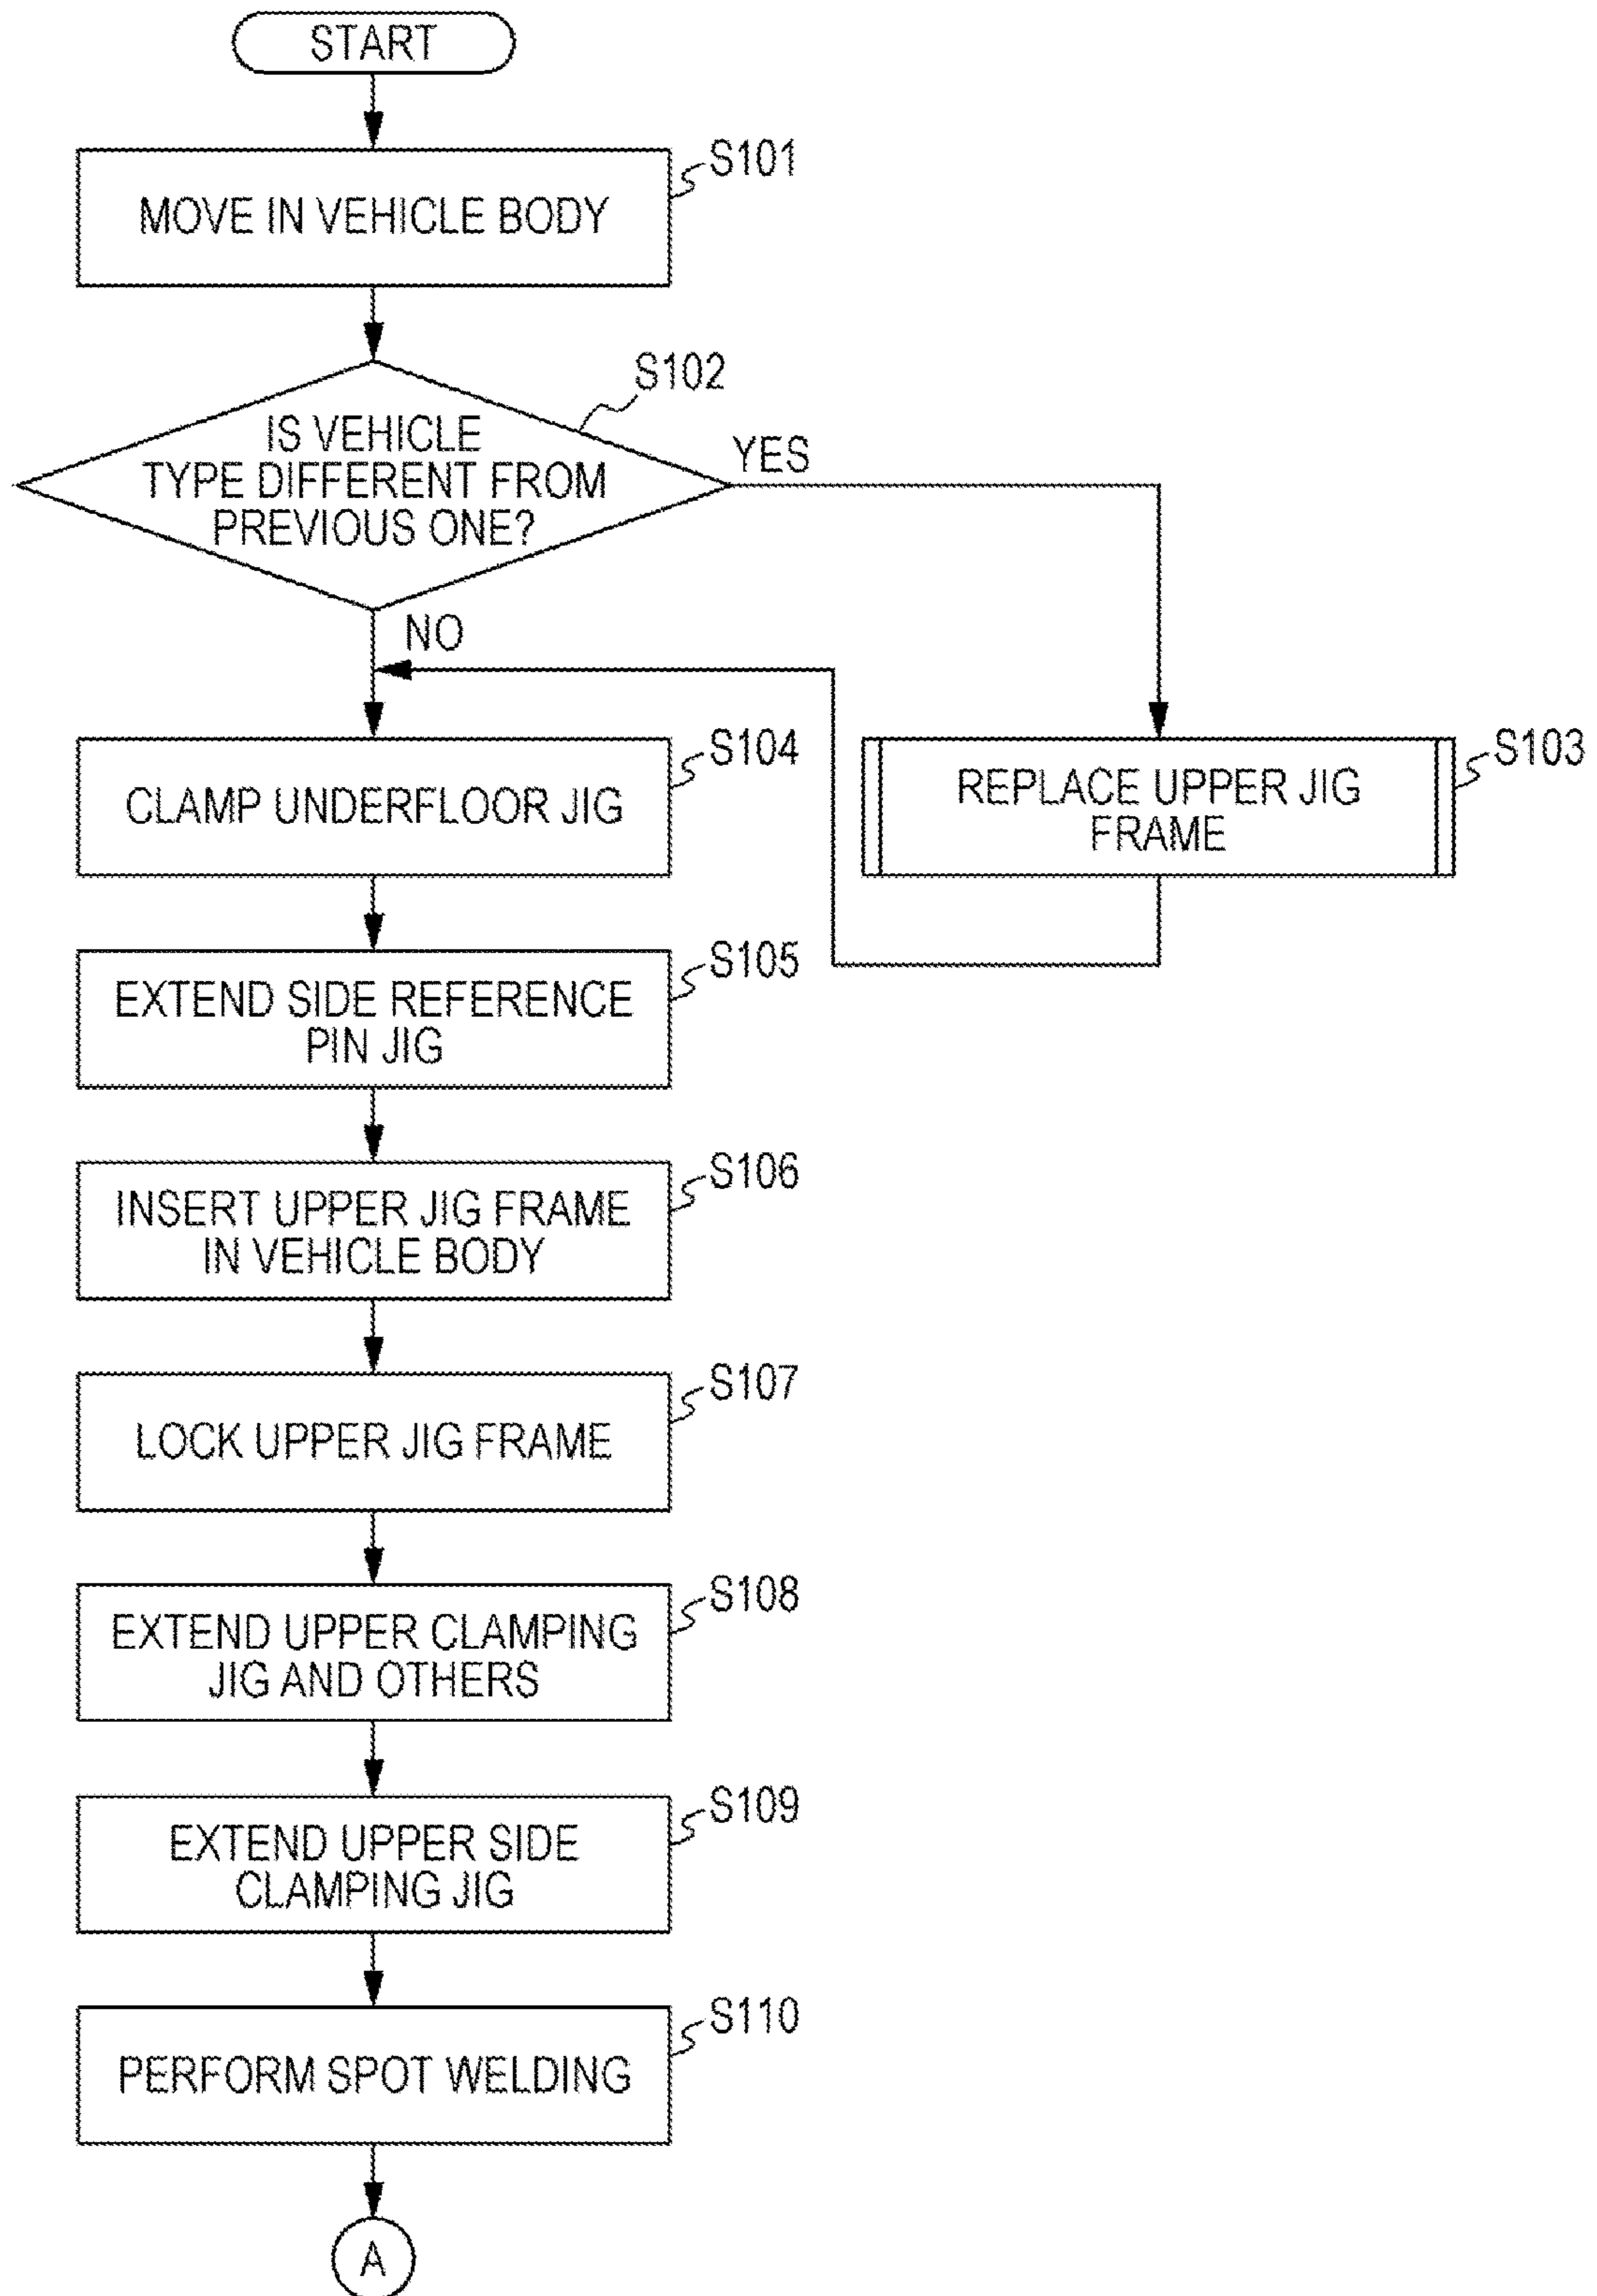 START
S101
MOVE IN VEHICLE BODY
S102
IS VEHICLE
TYPE DIFFERENT FROM
PREVIOUS ONE?
YES
NO
S103
REPLACE UPPER JIG
FRAME
S104
CLAMP UNDERFLOOR JIG
S105
EXTEND SIDE REFERENCE
PIN JIG
S106
INSERT UPPER JIG FRAME
IN VEHICLE BODY
S107
LOCK UPPER JIG FRAME
S108
EXTEND UPPER CLAMPING
JIG AND OTHERS
S109
EXTEND UPPER SIDE
CLAMPING JIG
S110
PERFORM SPOT WELDING
A